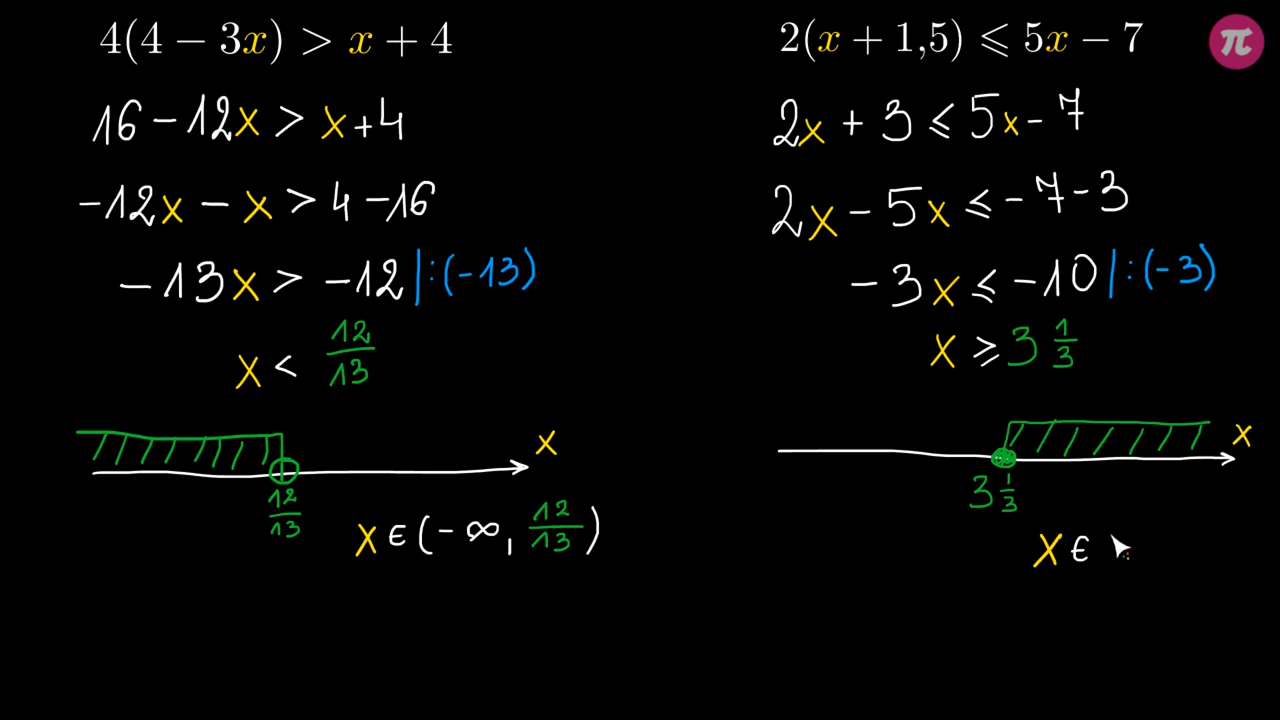 4(4 − 3x) > x + 4
16 − 12x > x + 4
-12x − x > 4 − 16
−13x > −12 |:(−13)
x < 12/13
x
12/13
x ∈ (−∞, 12/13)
2(x + 1,5) ⩽ 5x − 7
2x + 3 ⩽ 5x − 7
2x − 5x ⩽ −7 − 3
−3x ⩽ −10 |:(−3)
x ⩾ 3 1/3
x
3 1/3
x ∈
π